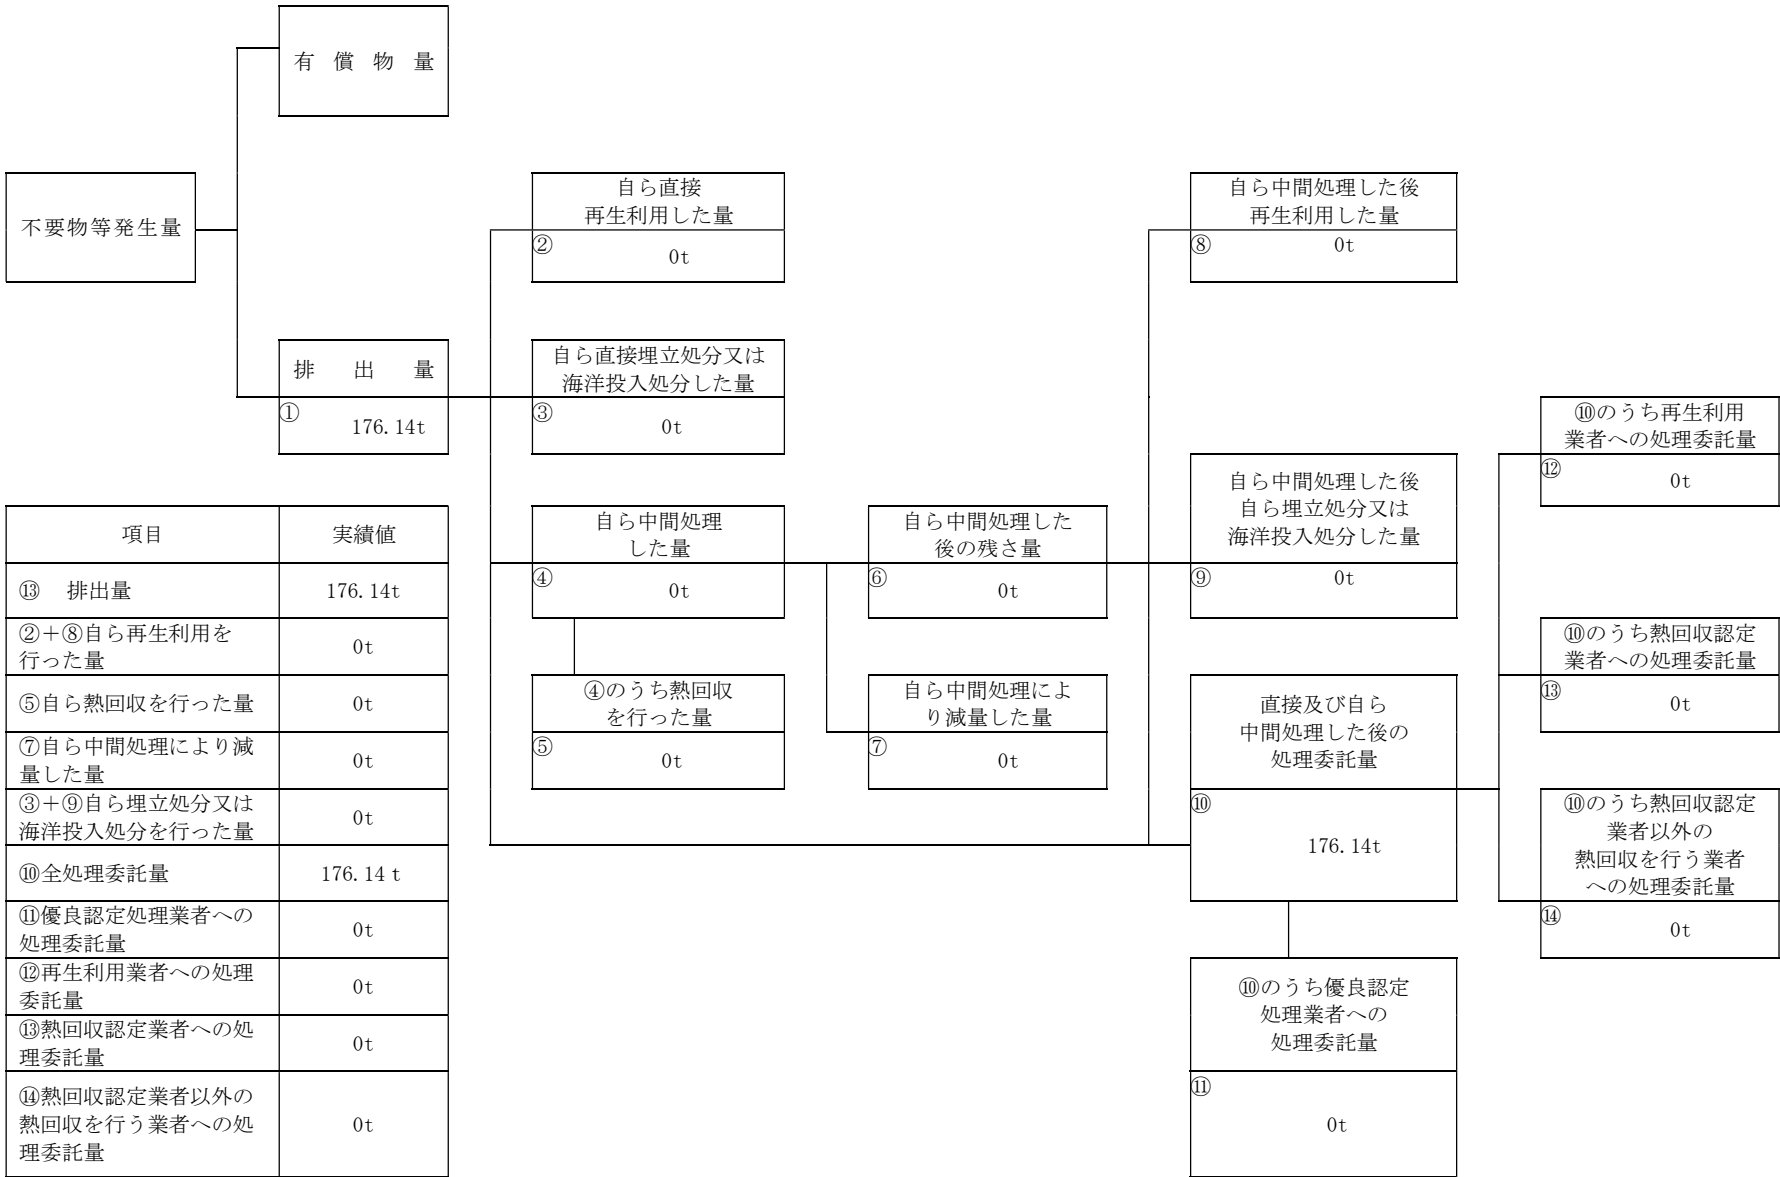 有 償 物 量
不要物等発生量
自ら直接
再生利用した量
②
0t
自ら中間処理した後
再生利用した量
⑧
0t
排 出 量
①
176.14t
自ら直接埋立処分又は
海洋投入処分した量
③
0t
⑩のうち再生利用
業者への処理委託量
⑫
0t
自ら中間処理した後
自ら埋立処分又は
海洋投入処分した量
⑨
0t
自ら中間処理
した量
④
0t
自ら中間処理した
後の残さ量
⑥
0t
⑩のうち熱回収認定
業者への処理委託量
⑬
0t
④のうち熱回収
を行った量
⑤
0t
自ら中間処理によ
り減量した量
⑦
0t
直接及び自ら
中間処理した後の
処理委託量
⑩
176.14t
⑩のうち熱回収認定
業者以外の
熱回収を行う業者
への処理委託量
⑭
0t
⑩のうち優良認定
処理業者への
処理委託量
⑪
0t
項目 実績値
⑬ 排出量 176.14t
②＋⑧自ら再生利用を
行った量
0t
⑤自ら熱回収を行った量 0t
⑦自ら中間処理により減
量した量
0t
③＋⑨自ら埋立処分又は
海洋投入処分を行った量
0t
⑩全処理委託量 176.14 t
⑪優良認定処理業者への
処理委託量
0t
⑫再生利用業者への処理
委託量
0t
⑬熱回収認定業者への処
理委託量
0t
⑭熱回収認定業者以外の
熱回収を行う業者への処
理委託量
0t